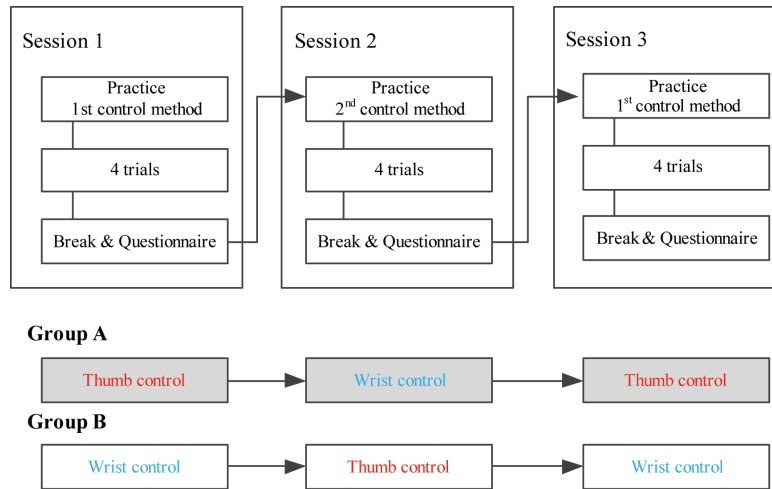 Session 1
Practice
1st control method
4 trials
Break & Questionnaire
Session 2
Practice
2nd control method
4 trials
Break & Questionnaire
Session 3
Practice
1st control method
4 trials
Break & Questionnaire
Group A
Thumb control
Wrist control
Thumb control
Group B
Wrist control
Thumb control
Wrist control